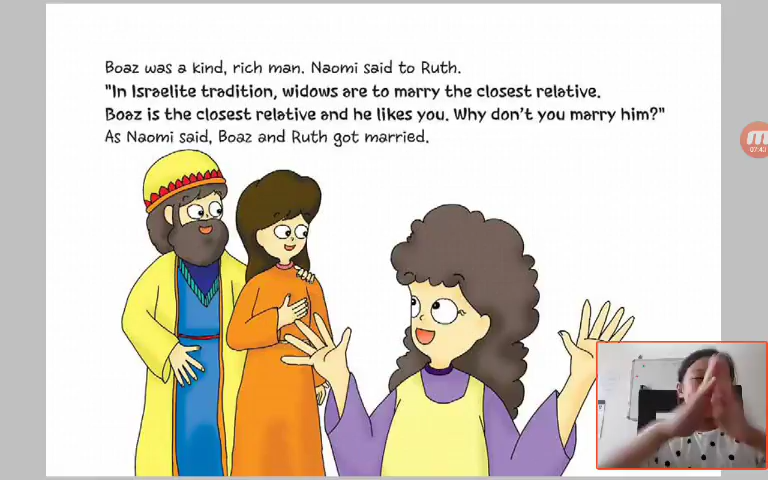 Boaz was a kind, rich man. Naomi said to Ruth.
"In Israelite tradition, widows are to marry the closest relative.
Boaz is the closest relative and he likes you. Why don't you marry him?"
As Naomi said, Boaz and Ruth got married.
07:43